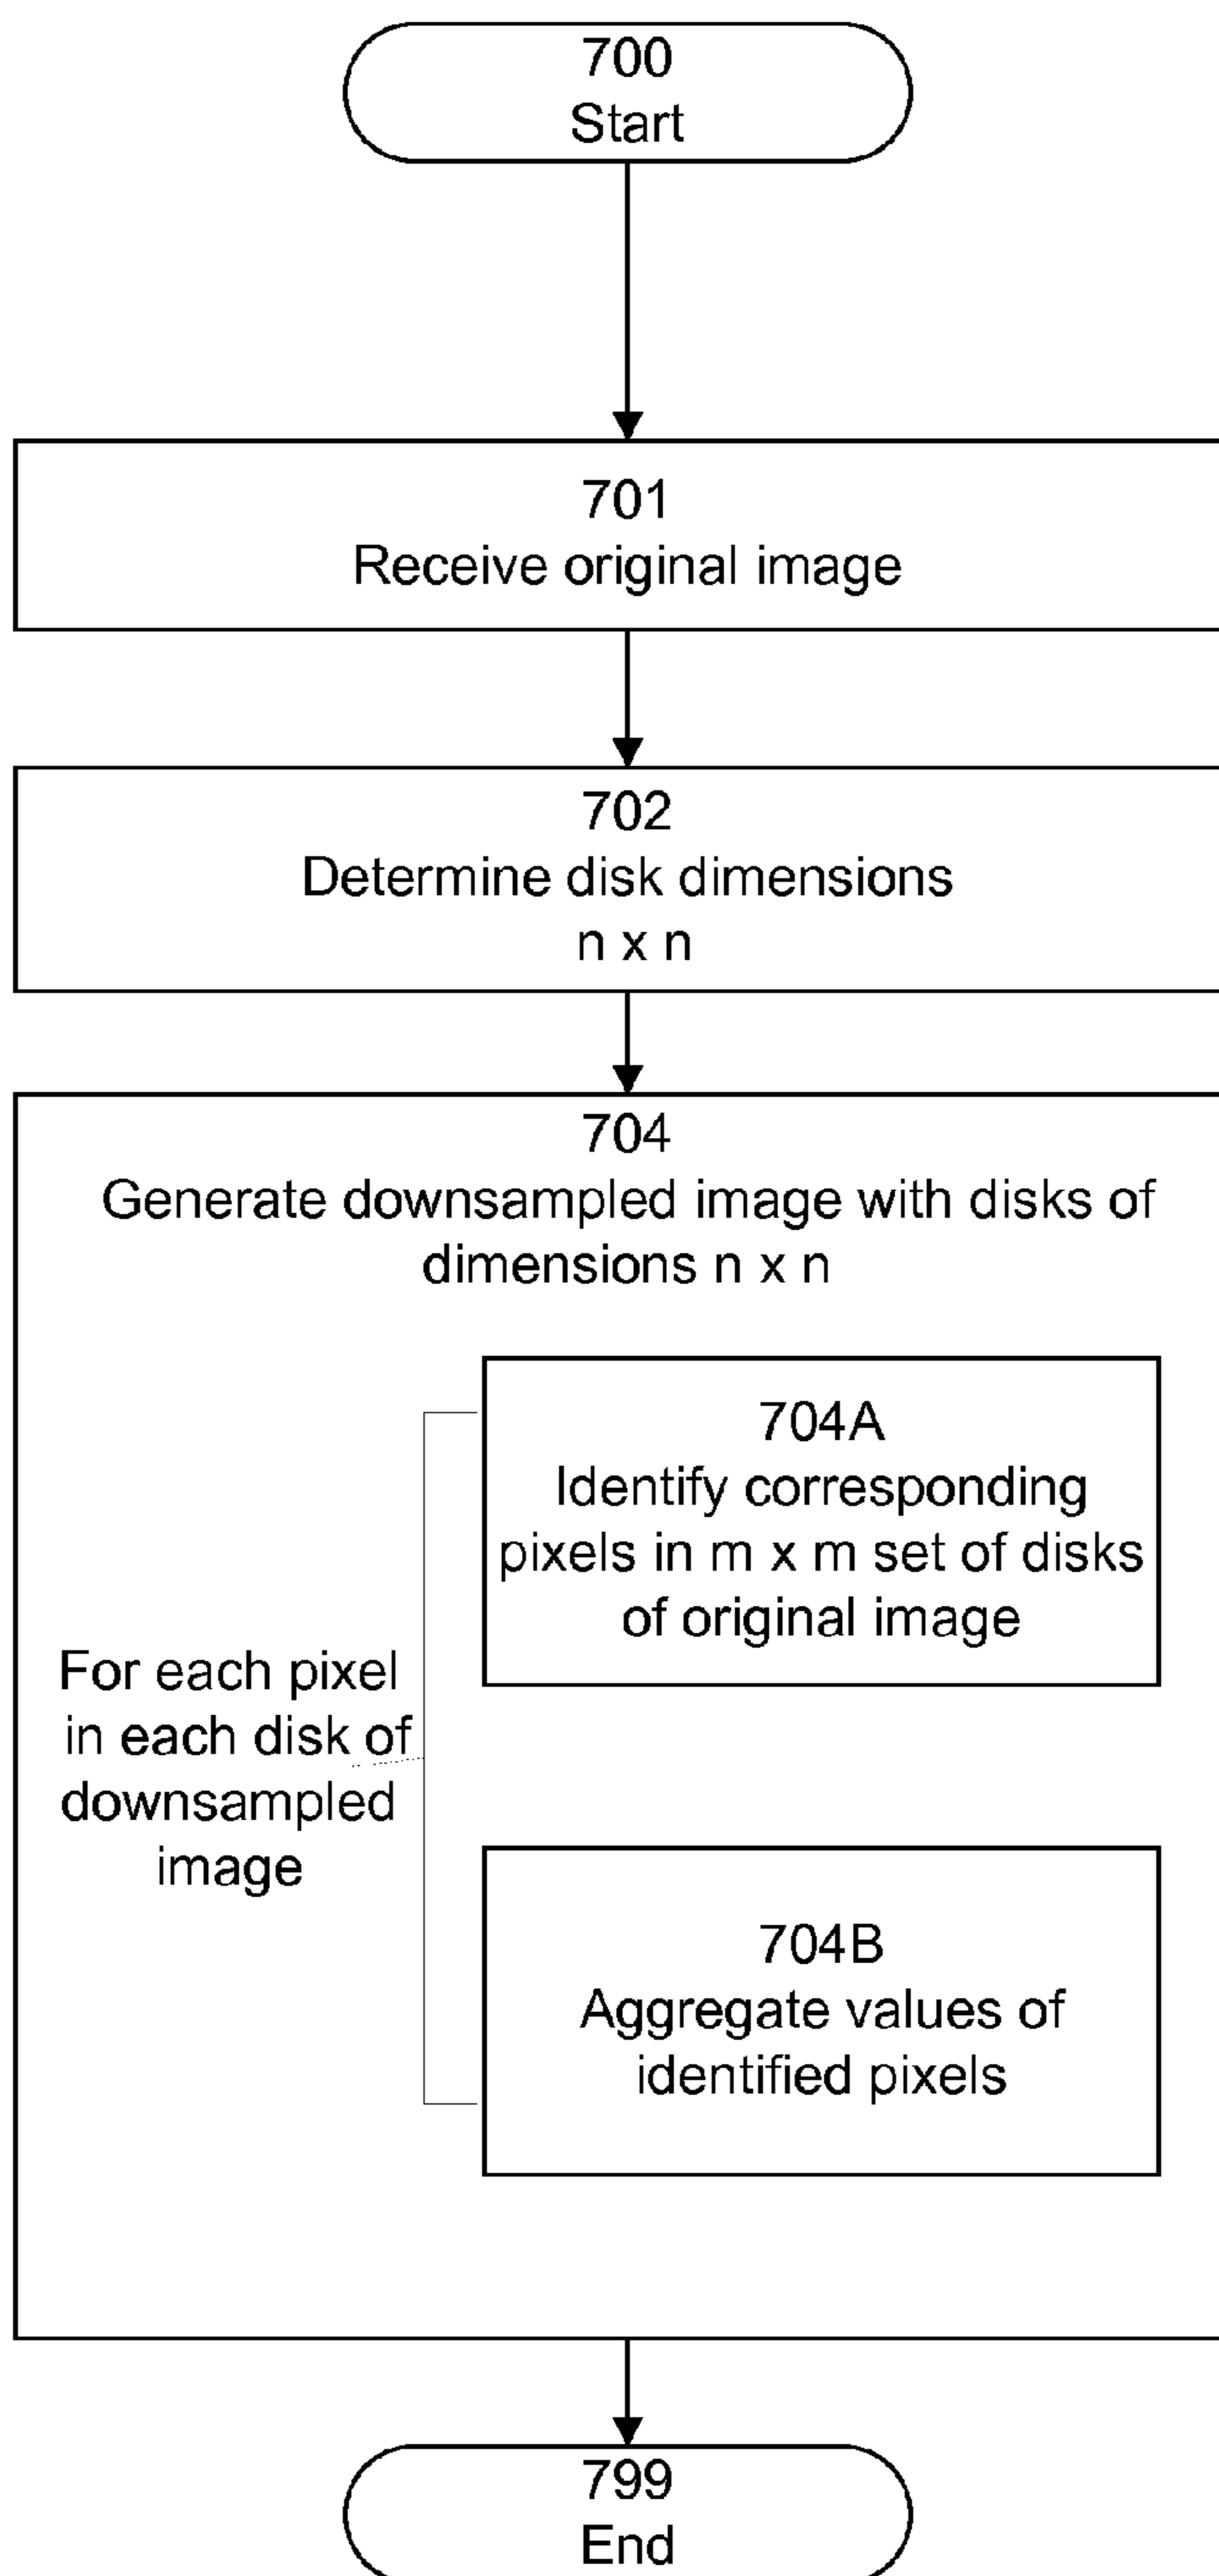 700
Start
701
Receive original image
702
Determine disk dimensions
n x n
704
Generate downsampled image with disks of
dimensions n x n
704A
Identify corresponding
pixels in m x m set of disks
of original image
For each pixel
in each disk of
downsampled
image
704B
Aggregate values of
identified pixels
799
End